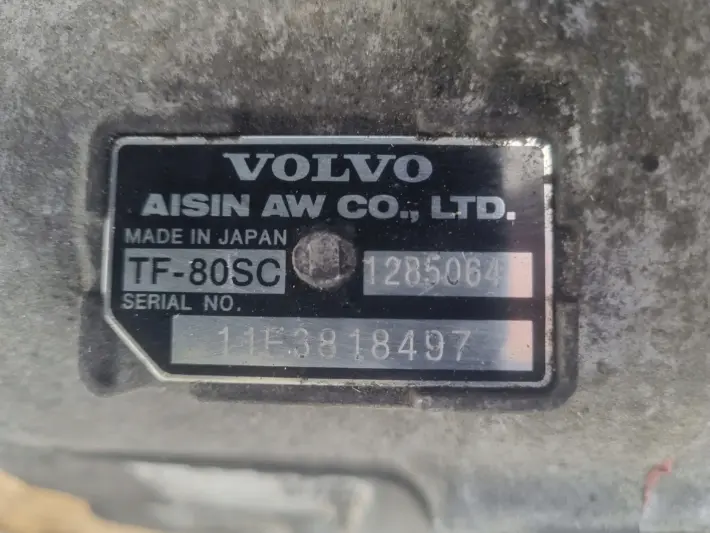 VOLVO
AISIN AW CO., LTD.
MADE IN JAPAN
TF-80SC 1285064
SERIAL NO.
11E3818497